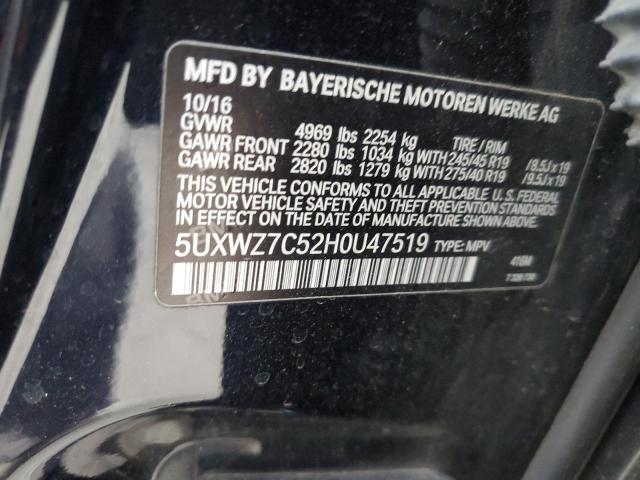 MFD BY BAYERISCHE MOTOREN WERKE AG
10/16
GVWR 4969 lbs 2254 kg TIRE / RIM
GAWR FRONT 2280 lbs 1034 kg WITH 245/45 R19 /8.5J x 19
GAWR REAR 2820 lbs 1279 kg WITH 275/40 R19 /9.5J x 19
THIS VEHICLE CONFORMS TO ALL APPLICABLE U. S. FEDERAL
MOTOR VEHICLE SAFETY AND THEFT PREVENTION STANDARDS
IN EFFECT ON THE DATE OF MANUFACTURE SHOWN ABOVE.
5UXWZ7C52H0U47519 TYPE: MPV
416M